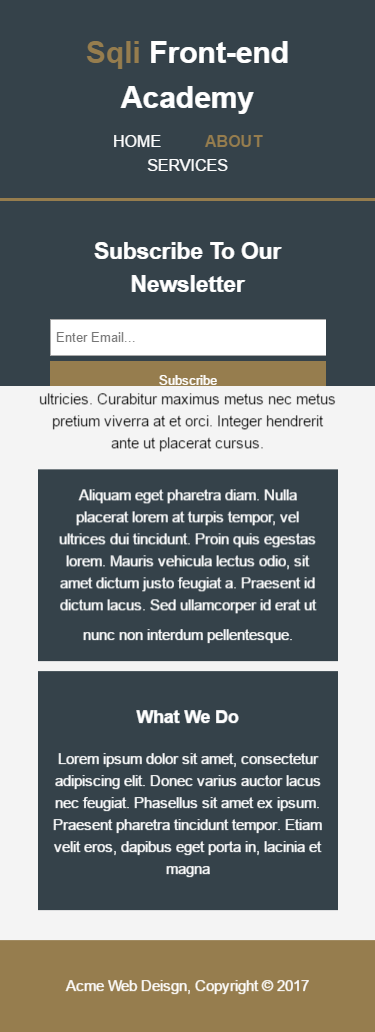 Sqli Front-end
Academy
HOME ABOUT
SERVICES
Subscribe To Our
Newsletter
Enter Email...
Subscribe
ultricies. Curabitur maximus metus nec metus
pretium viverra at et orci. Integer hendrerit
ante ut placerat cursus.
Aliquam eget pharetra diam. Nulla
placerat lorem at turpis tempor, vel
ultrices dui tincidunt. Proin quis egestas
lorem. Mauris vehicula lectus odio, sit
amet dictum justo feugiat a. Praesent id
dictum lacus. Sed ullamcorper id erat ut
nunc non interdum pellentesque.
What We Do
Lorem ipsum dolor sit amet, consectetur
adipiscing elit. Donec varius auctor lacus
nec feugiat. Phasellus sit amet ex ipsum.
Praesent pharetra tincidunt tempor. Etiam
velit eros, dapibus eget porta in, lacinia et
magna
Acme Web Deisgn, Copyright © 2017